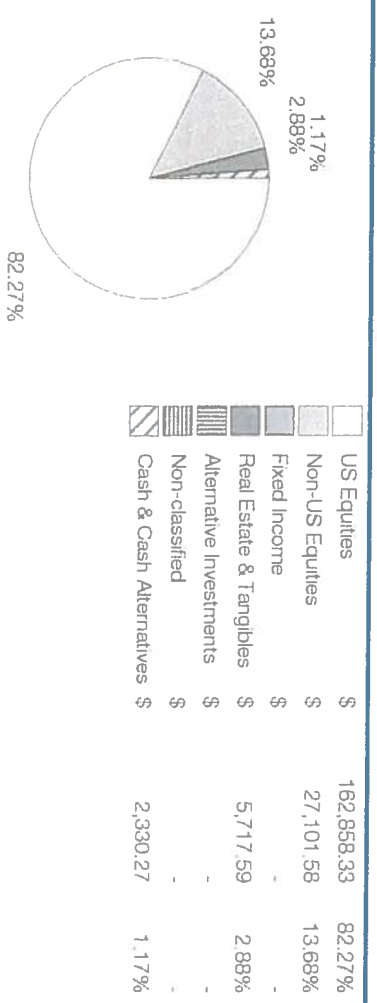 13.68%
1.17%
2.88%
82.27%
US Equities $ 162,858.33 82.27%
Non-US Equities $ 27,101.58 13.68%
Fixed Income $ - -
Real Estate & Tangibles $ 5,717.59 2.88%
Alternative Investments $ - -
Non-classified $ - -
Cash & Cash Alternatives $ 2,330.27 1.17%